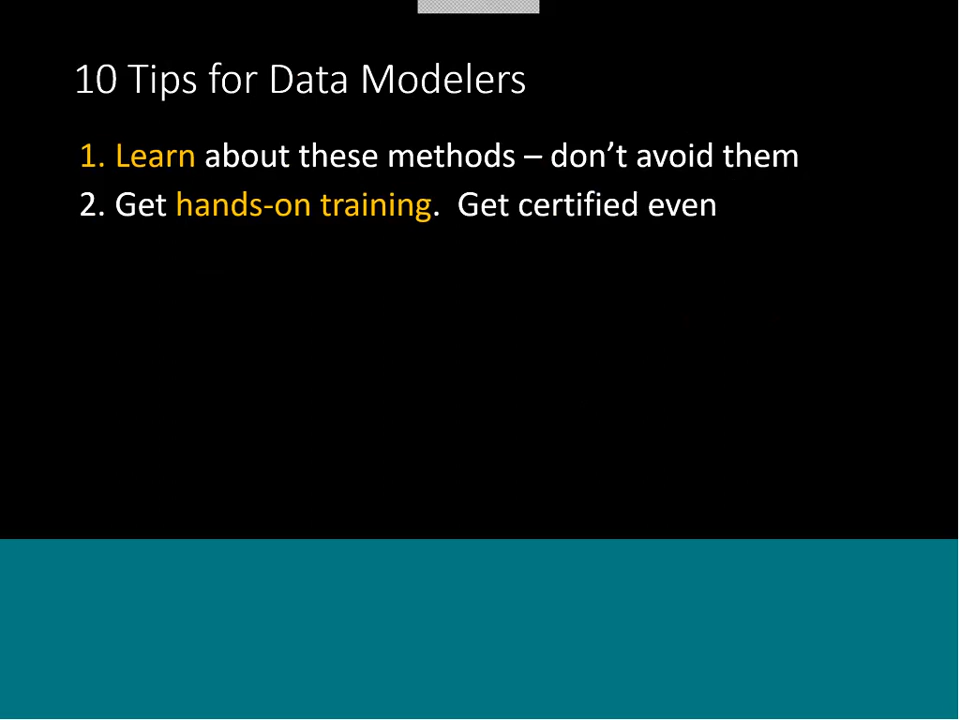 10 Tips for Data Modelers
1. Learn about these methods – don’t avoid them
2. Get hands-on training.  Get certified even